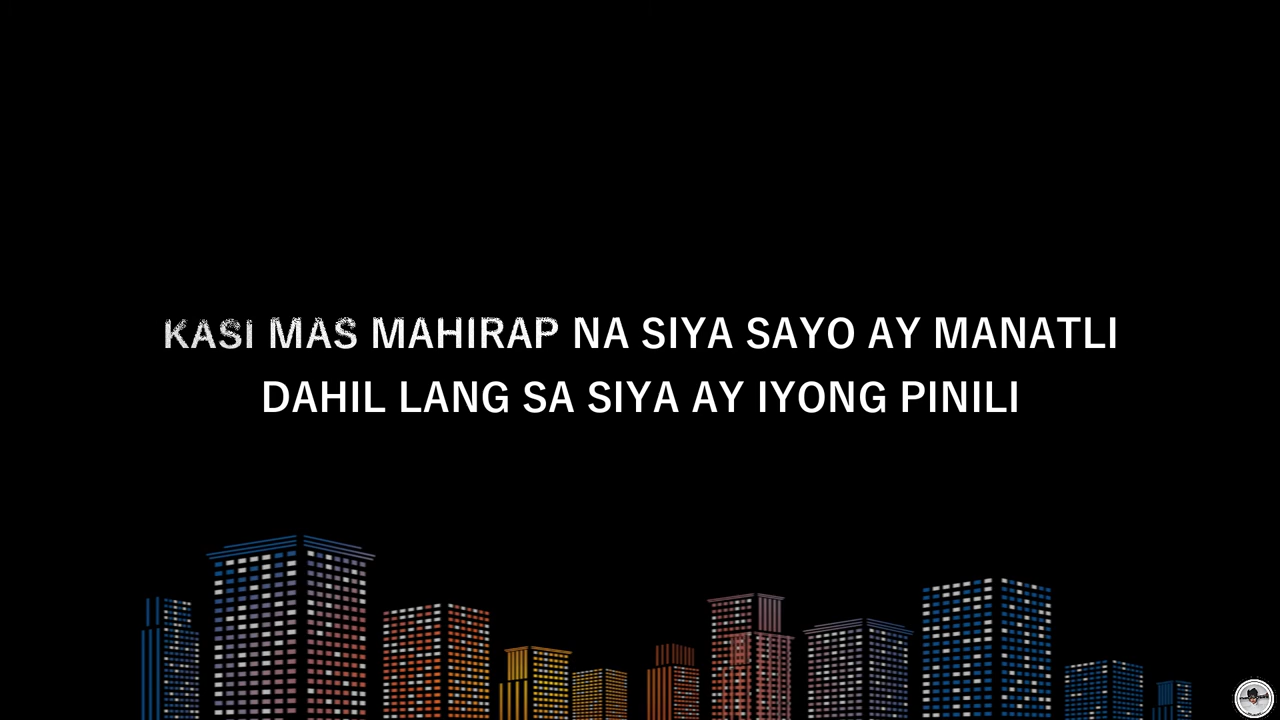 KASI MAS MAHIRAP NA SIYA SAYO AY MANATLI
DAHIL LANG SA SIYA AY IYONG PINILI